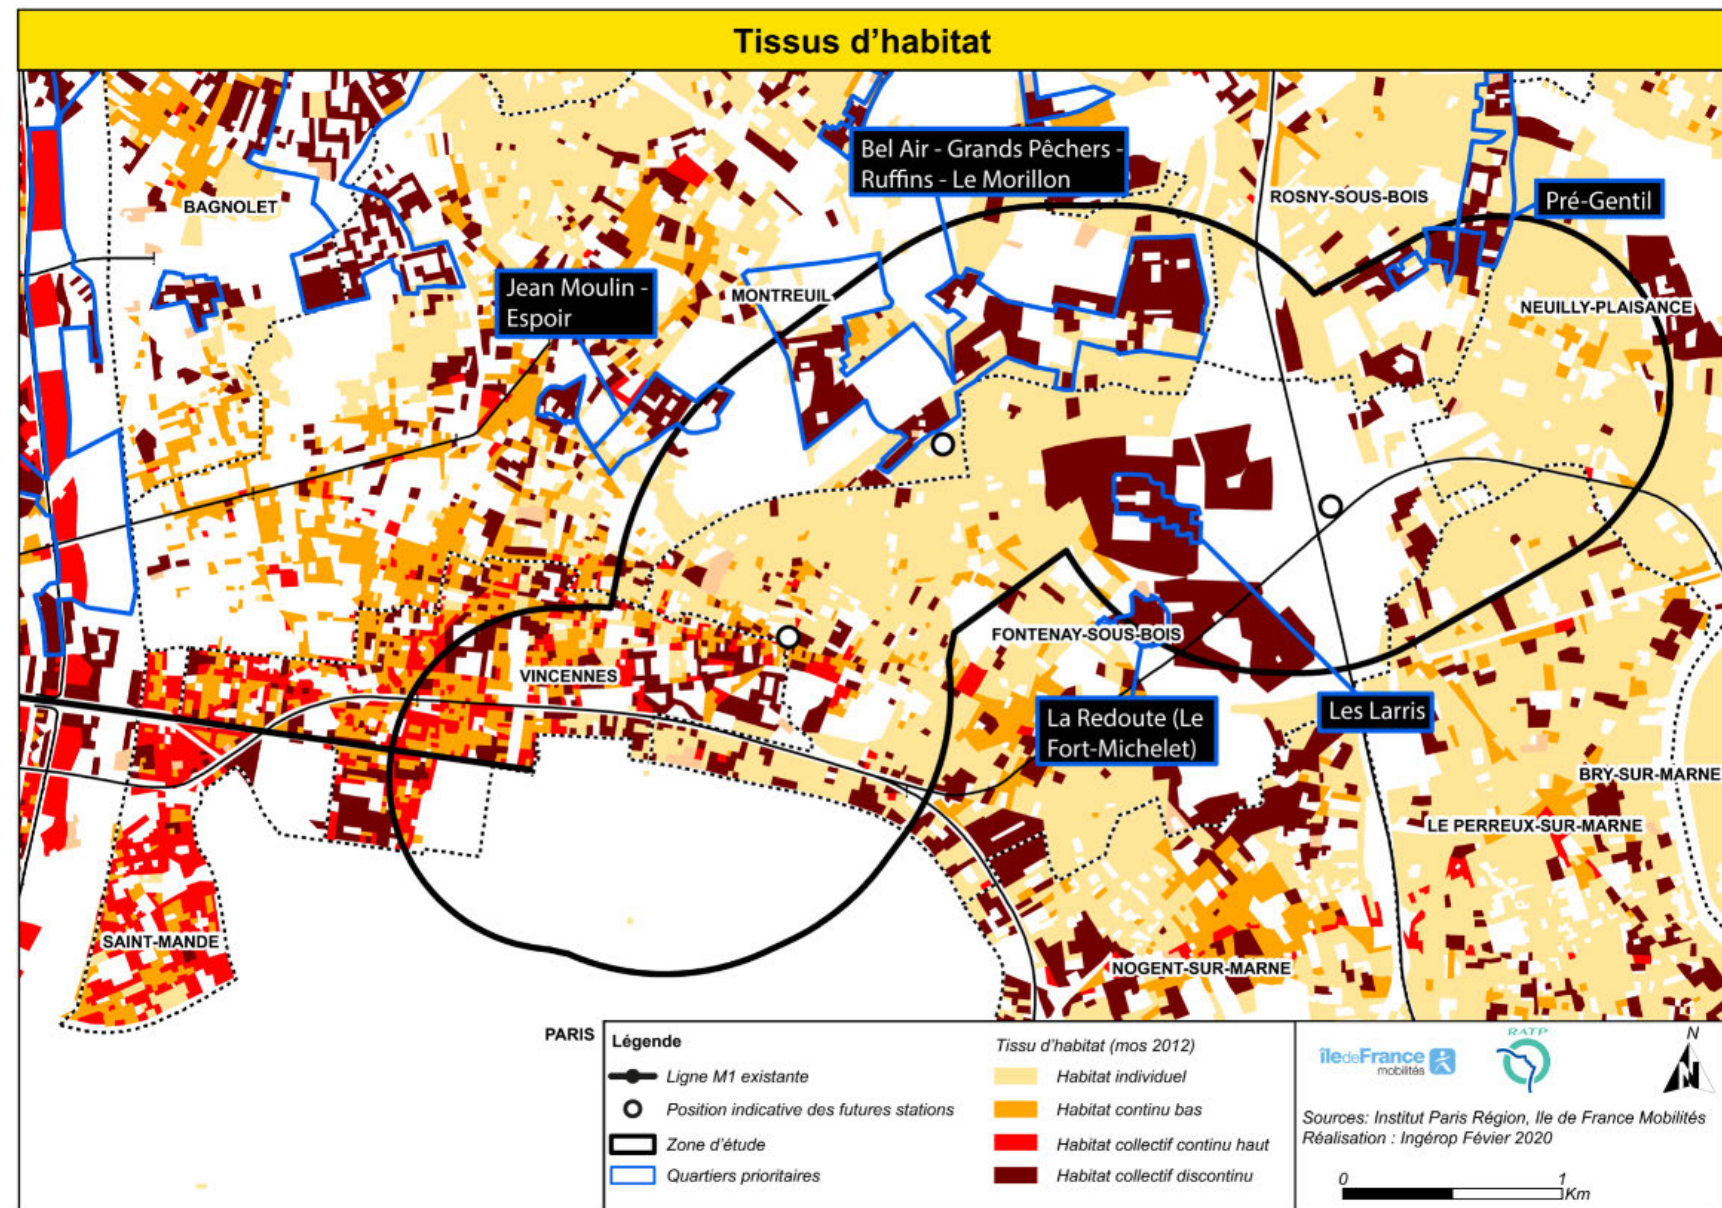 Tissus d'habitat
Bel Air - Grands Pêchers -
Ruffins - Le Morillon
ROSNY-SOUS-BOIS
Pré-Gentil
BAGNOLET
Jean Moulin -
Espoir
MONTREUIL
NEUILLY-PLAISANCE
FONTENAY-SOUS-BOIS
VINCENNES
La Redoute (Le
Fort-Michelet)
Les Larris
BRY-SUR-MARNE
LE PERREUX-SUR-MARNE
SAINT-MANDE
NOGENT-SUR-MARNE
PARIS
Légende
Ligne M1 existante
Position indicative des futures stations
Zone d'étude
Quartiers prioritaires
Tissu d'habitat (mos 2012)
Habitat individuel
Habitat continu bas
Habitat collectif continu haut
Habitat collectif discontinu
îledeFrance
mobilités
RATP
N
N
Sources: Institut Paris Région, Ile de France Mobilités
Réalisation : Ingérop Févier 2020
0 1
Km